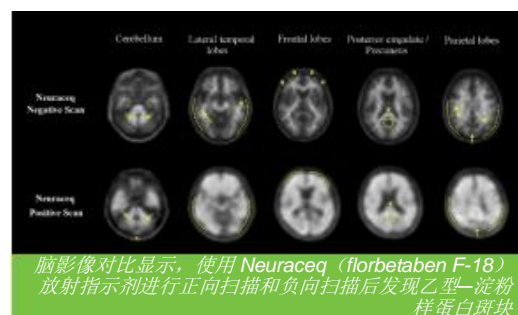 Cerebellum
Lateral temporal
lobes
Frontal lobes
Posterior cingulate /
Precuneus
Parietal lobes
Neuraceq
Negative Scan
Neuraceq
Positive Scan
脑影像对比显示，使用 Neuraceq（florbetaben F-18）
放射指示剂进行正向扫描和负向扫描后发现乙型—淀粉
样蛋白斑块